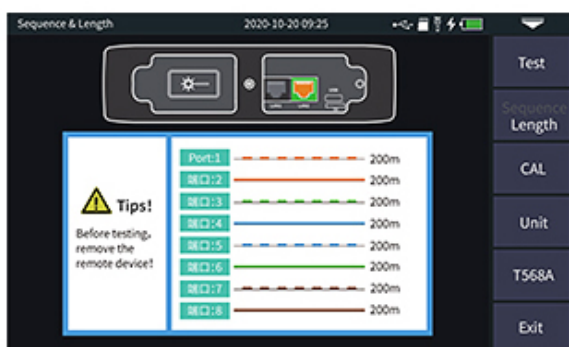 Sequence & Length
2020-10-20 09:25
Test
Sequence
Length
CAL
Unit
T568A
Exit
Tips!
Before testing,
remove the
remote device!
Port:1 200m
端口:2 200m
端口:3 200m
端口:4 200m
端口:5 200m
端口:6 200m
端口:7 200m
端口:8 200m